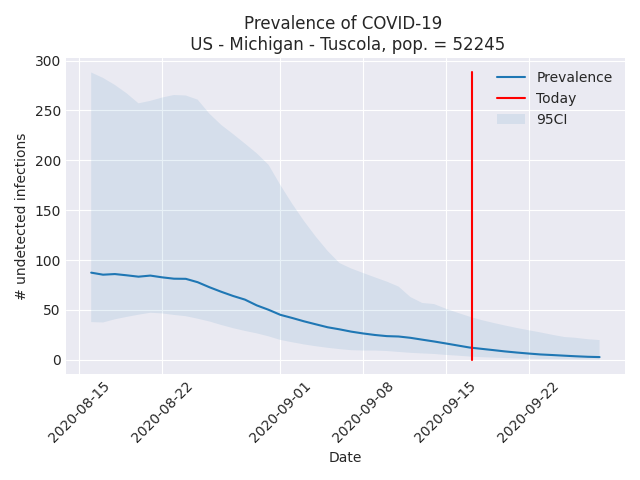 Prevalence of COVID-19
US - Michigan - Tuscola, pop. = 52245
300
250
200
150
100
50
0
# undetected infections
Prevalence
Today
95CI
2020-08-15
2020-08-22
2020-09-01
2020-09-08
2020-09-15
2020-09-22
Date